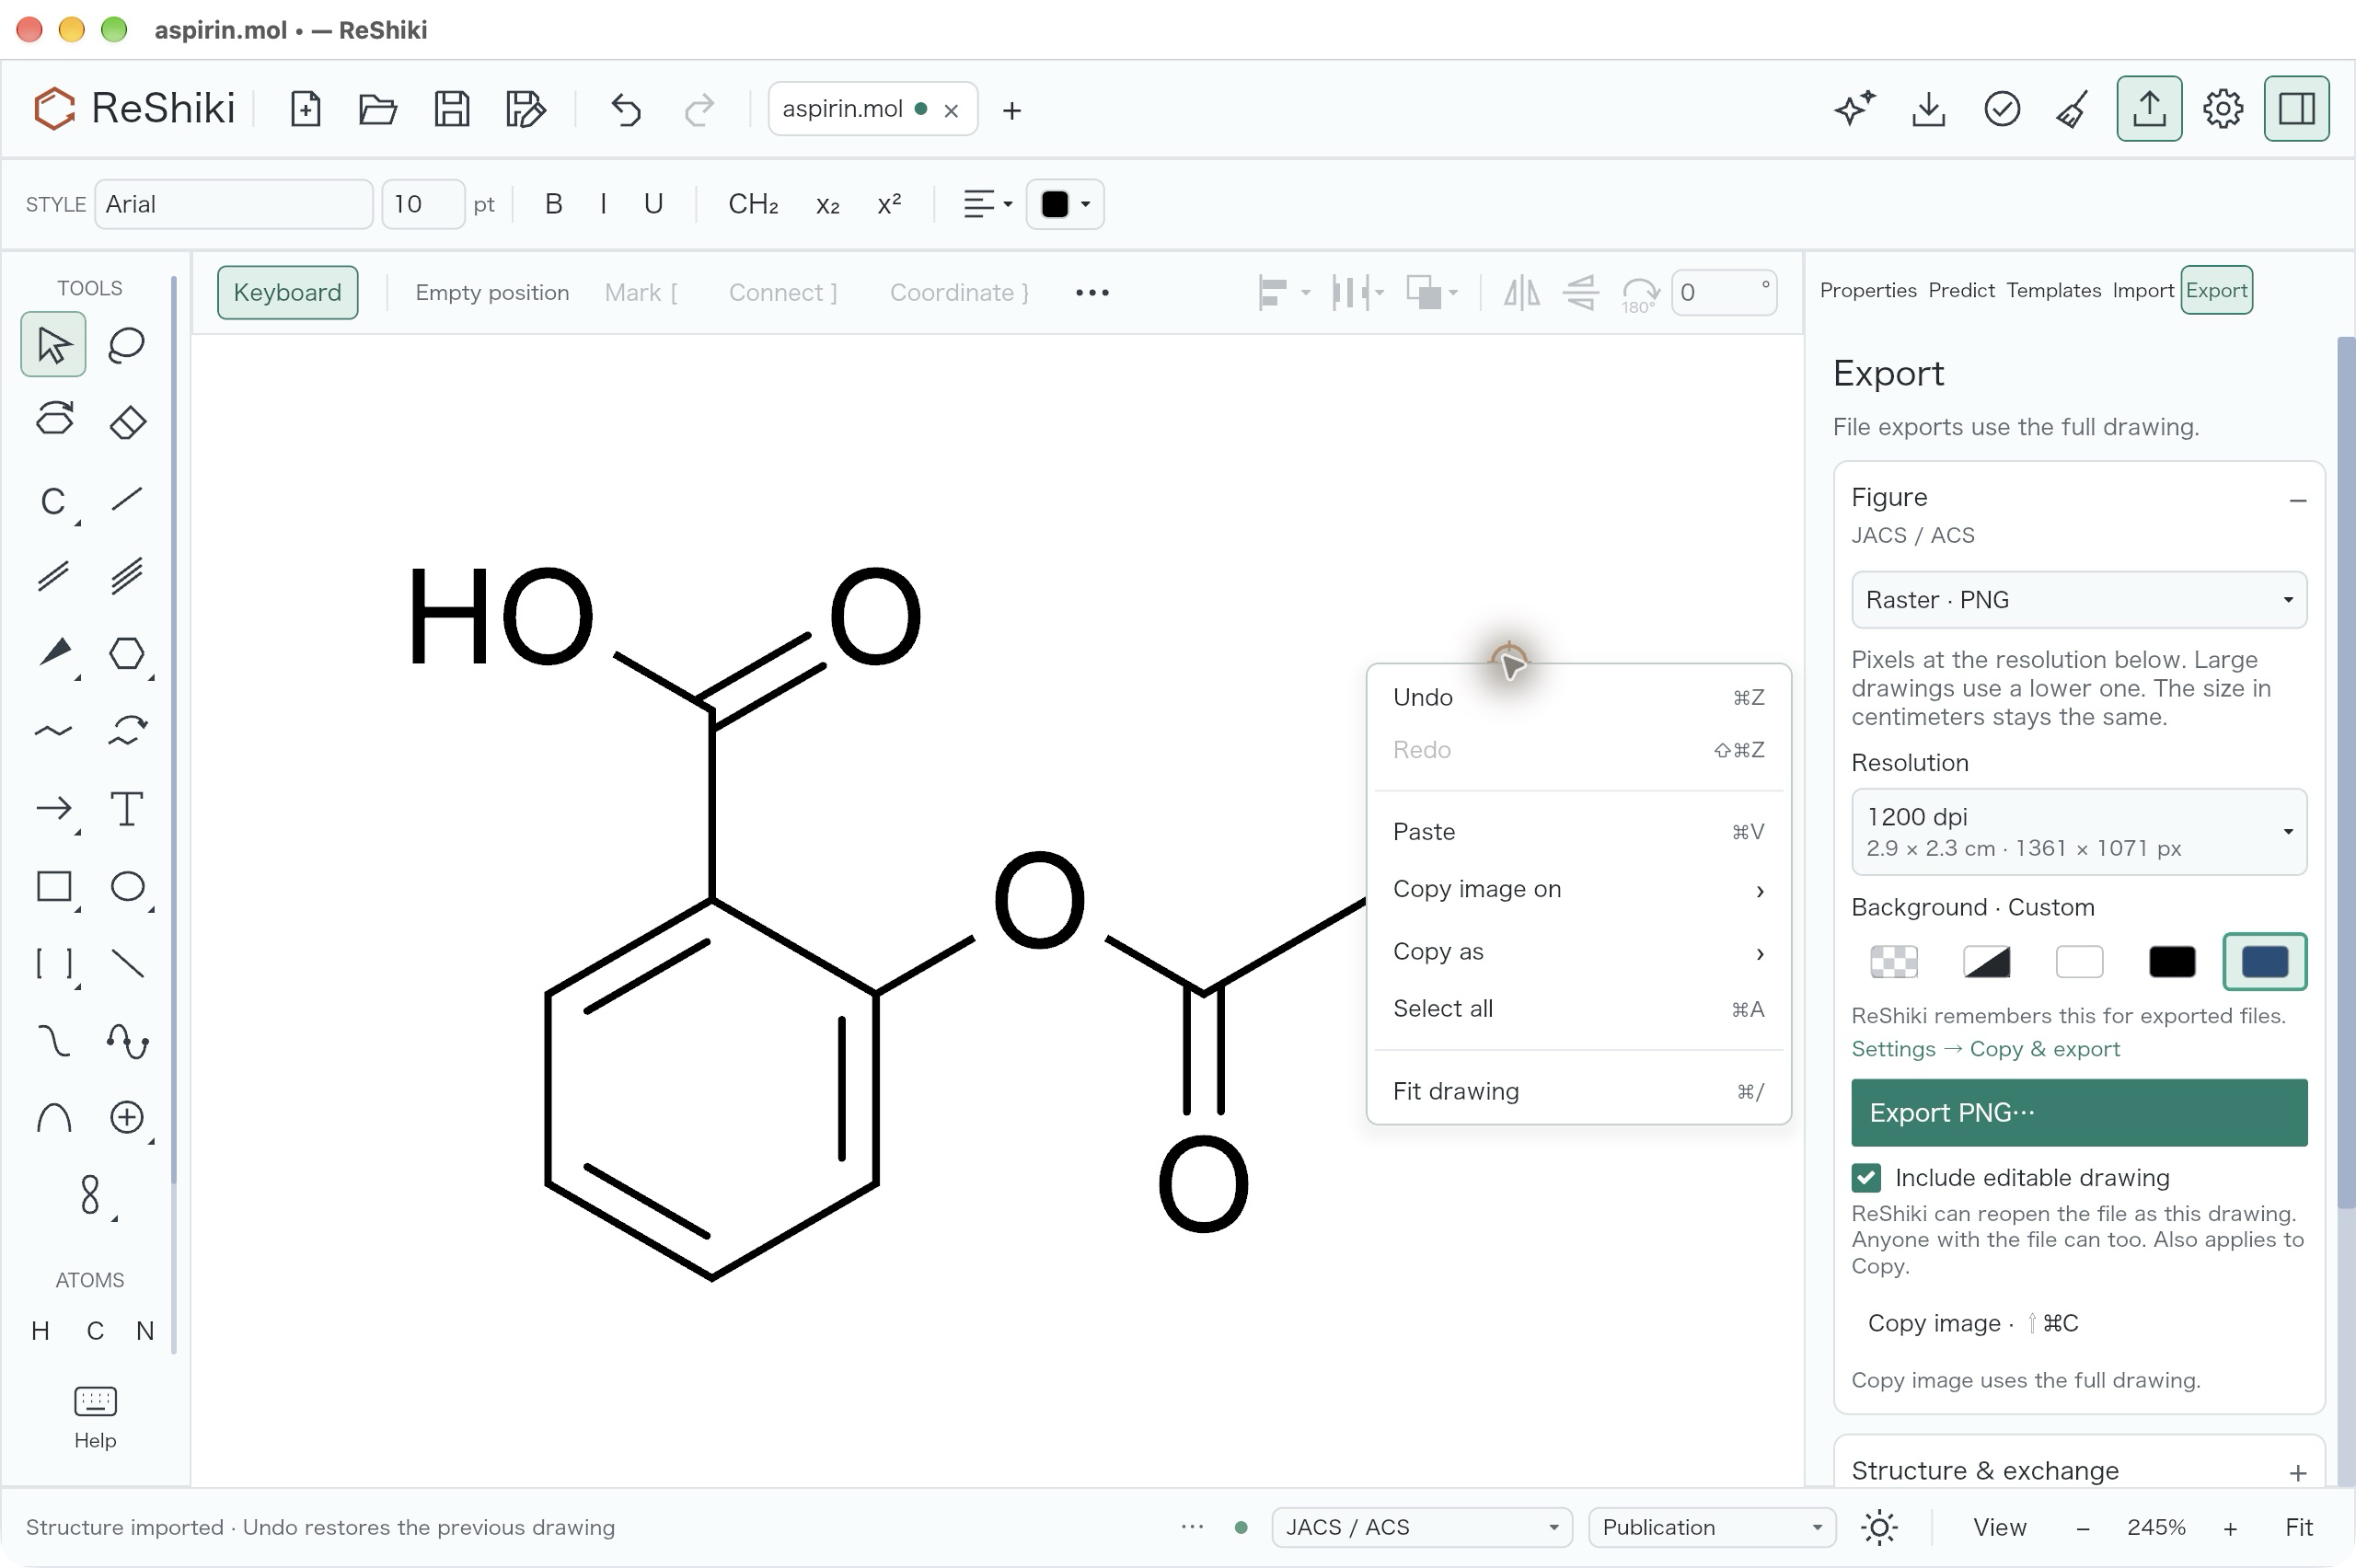 aspirin.mol • — ReShiki
ReShiki
aspirin.mol
STYLE Arial 10 pt B I U CH₂ x₂ x²
TOOLS
Keyboard Empty position Mark [ Connect ] Coordinate } •••
180° 0 °
Properties Predict Templates Import Export
C
T
[ ]
ATOMS
H C N
Help
HO O
O
O
Undo ⌘Z
Redo ⇧⌘Z
Paste ⌘V
Copy image on ›
Copy as ›
Select all ⌘A
Fit drawing ⌘/
Export
File exports use the full drawing.
Figure
JACS / ACS
Raster · PNG
Pixels at the resolution below. Large
drawings use a lower one. The size in
centimeters stays the same.
Resolution
1200 dpi
2.9 × 2.3 cm · 1361 × 1071 px
Background · Custom
ReShiki remembers this for exported files.
Settings → Copy & export
Export PNG…
Include editable drawing
ReShiki can reopen the file as this drawing.
Anyone with the file can too. Also applies to
Copy.
Copy image · ⇧⌘C
Copy image uses the full drawing.
Structure & exchange +
Structure imported · Undo restores the previous drawing
… JACS / ACS Publication View − 245% + Fit